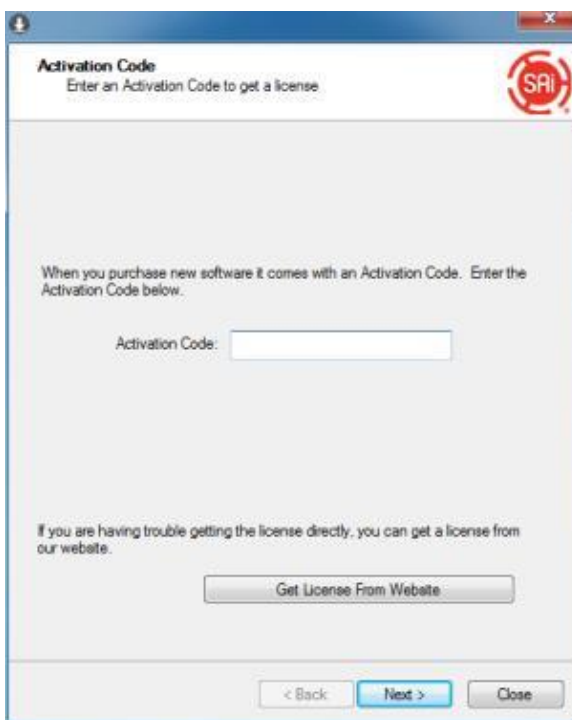 Activation Code
Enter an Activation Code to get a license
SAi
When you purchase new software it comes with an Activation Code. Enter the
Activation Code below.
Activation Code:
If you are having trouble getting the license directly, you can get a license from
our website.
Get License From Website
< Back
Next >
Close